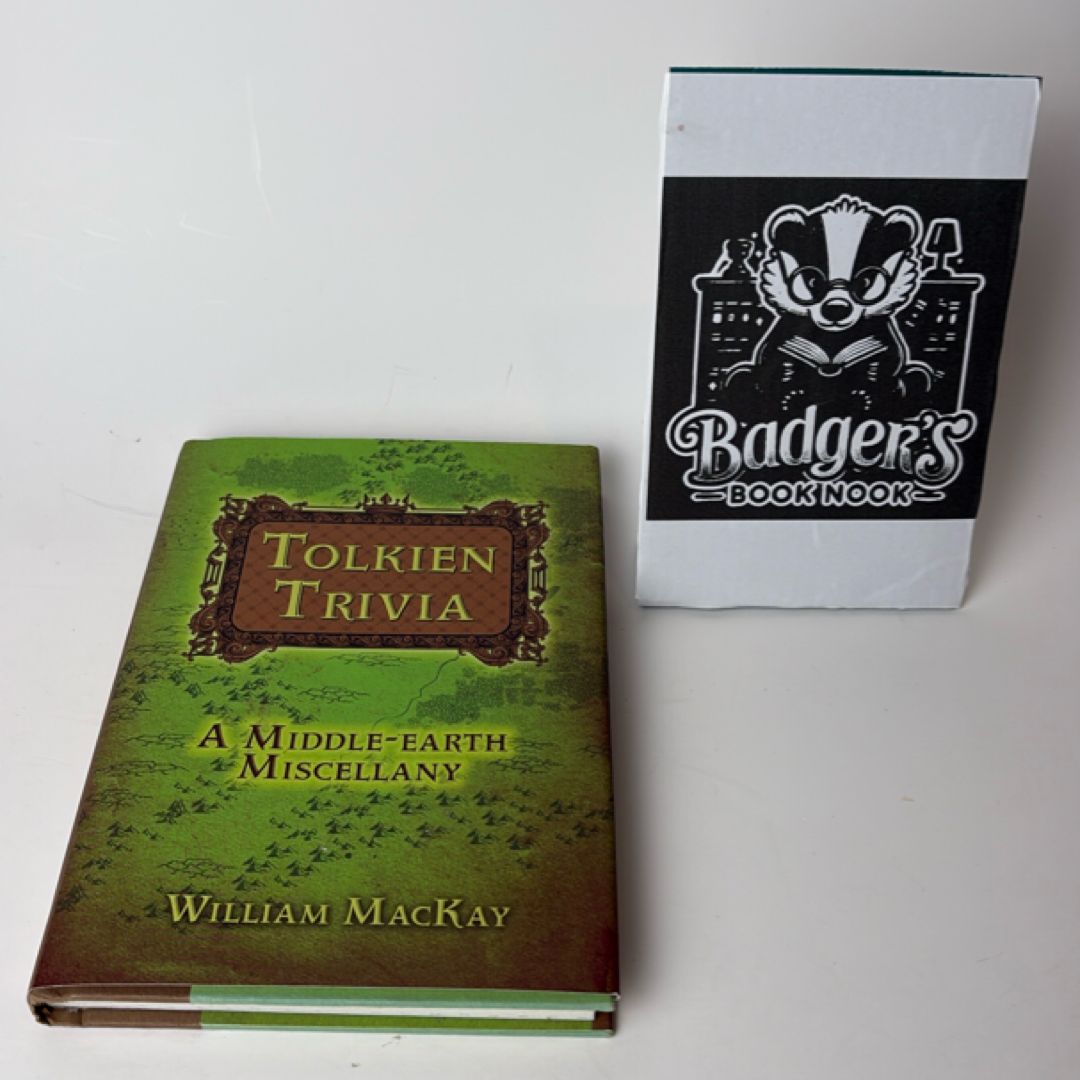 TOLKIEN
TRIVIA
A MIDDLE-EARTH
MISCELLANY
WILLIAM MACKAY
Badger's
BOOK NOOK